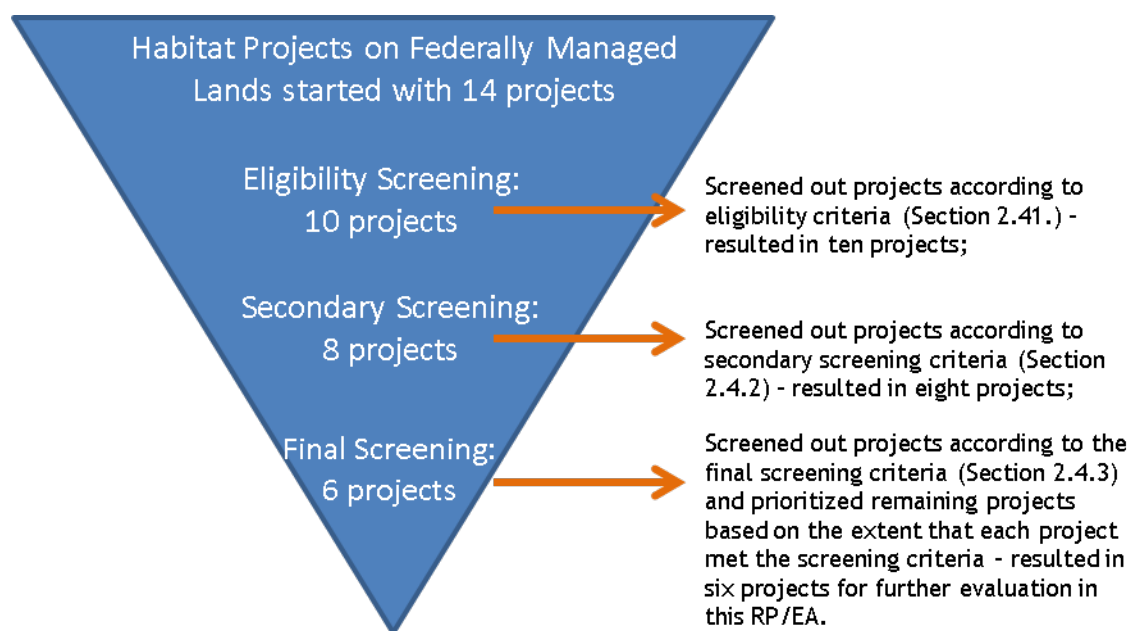 Habitat Projects on Federally Managed
Lands started with 14 projects
Eligibility Screening:
10 projects
Screened out projects according to
eligibility criteria (Section 2.41.) -
resulted in ten projects;
Secondary Screening:
8 projects
Screened out projects according to
secondary screening criteria (Section
2.4.2) - resulted in eight projects;
Final Screening:
6 projects
Screened out projects according to the
final screening criteria (Section 2.4.3)
and prioritized remaining projects
based on the extent that each project
met the screening criteria - resulted in
six projects for further evaluation in
this RP/EA.